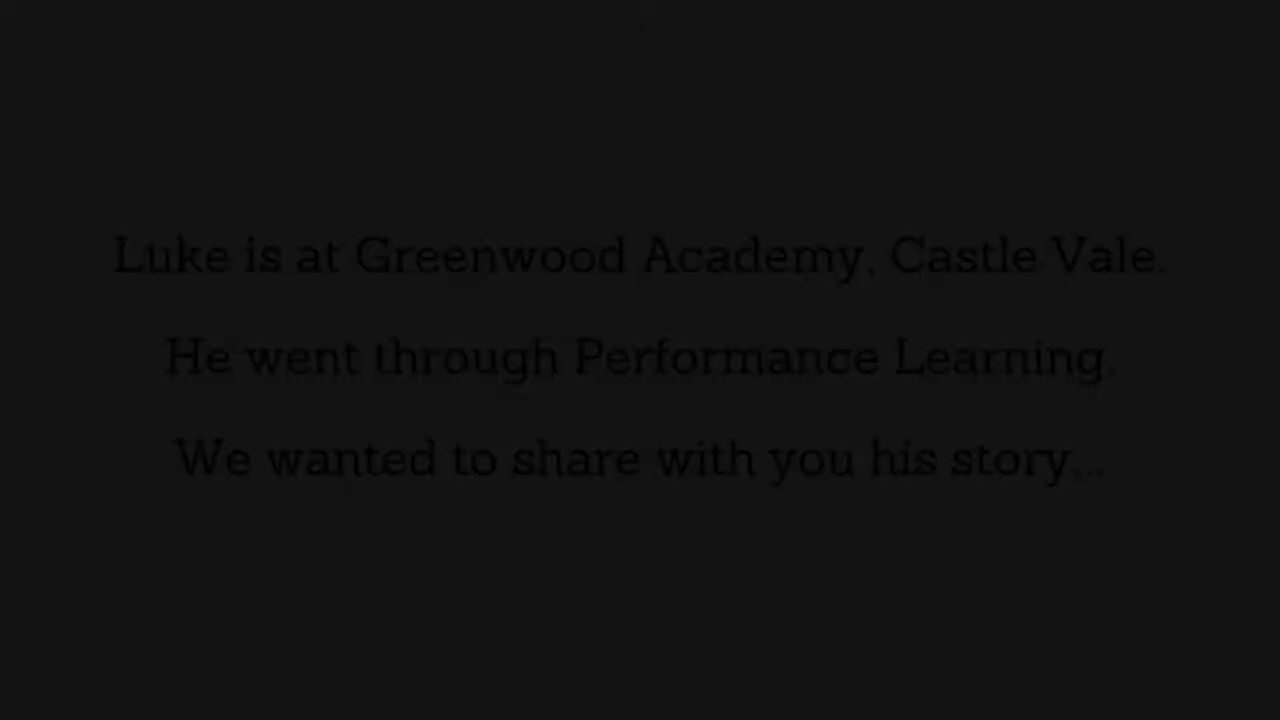 Luke is at Greenwood Academy, Castle Vale.
He went through Performance Learning.
We wanted to share with you his story...